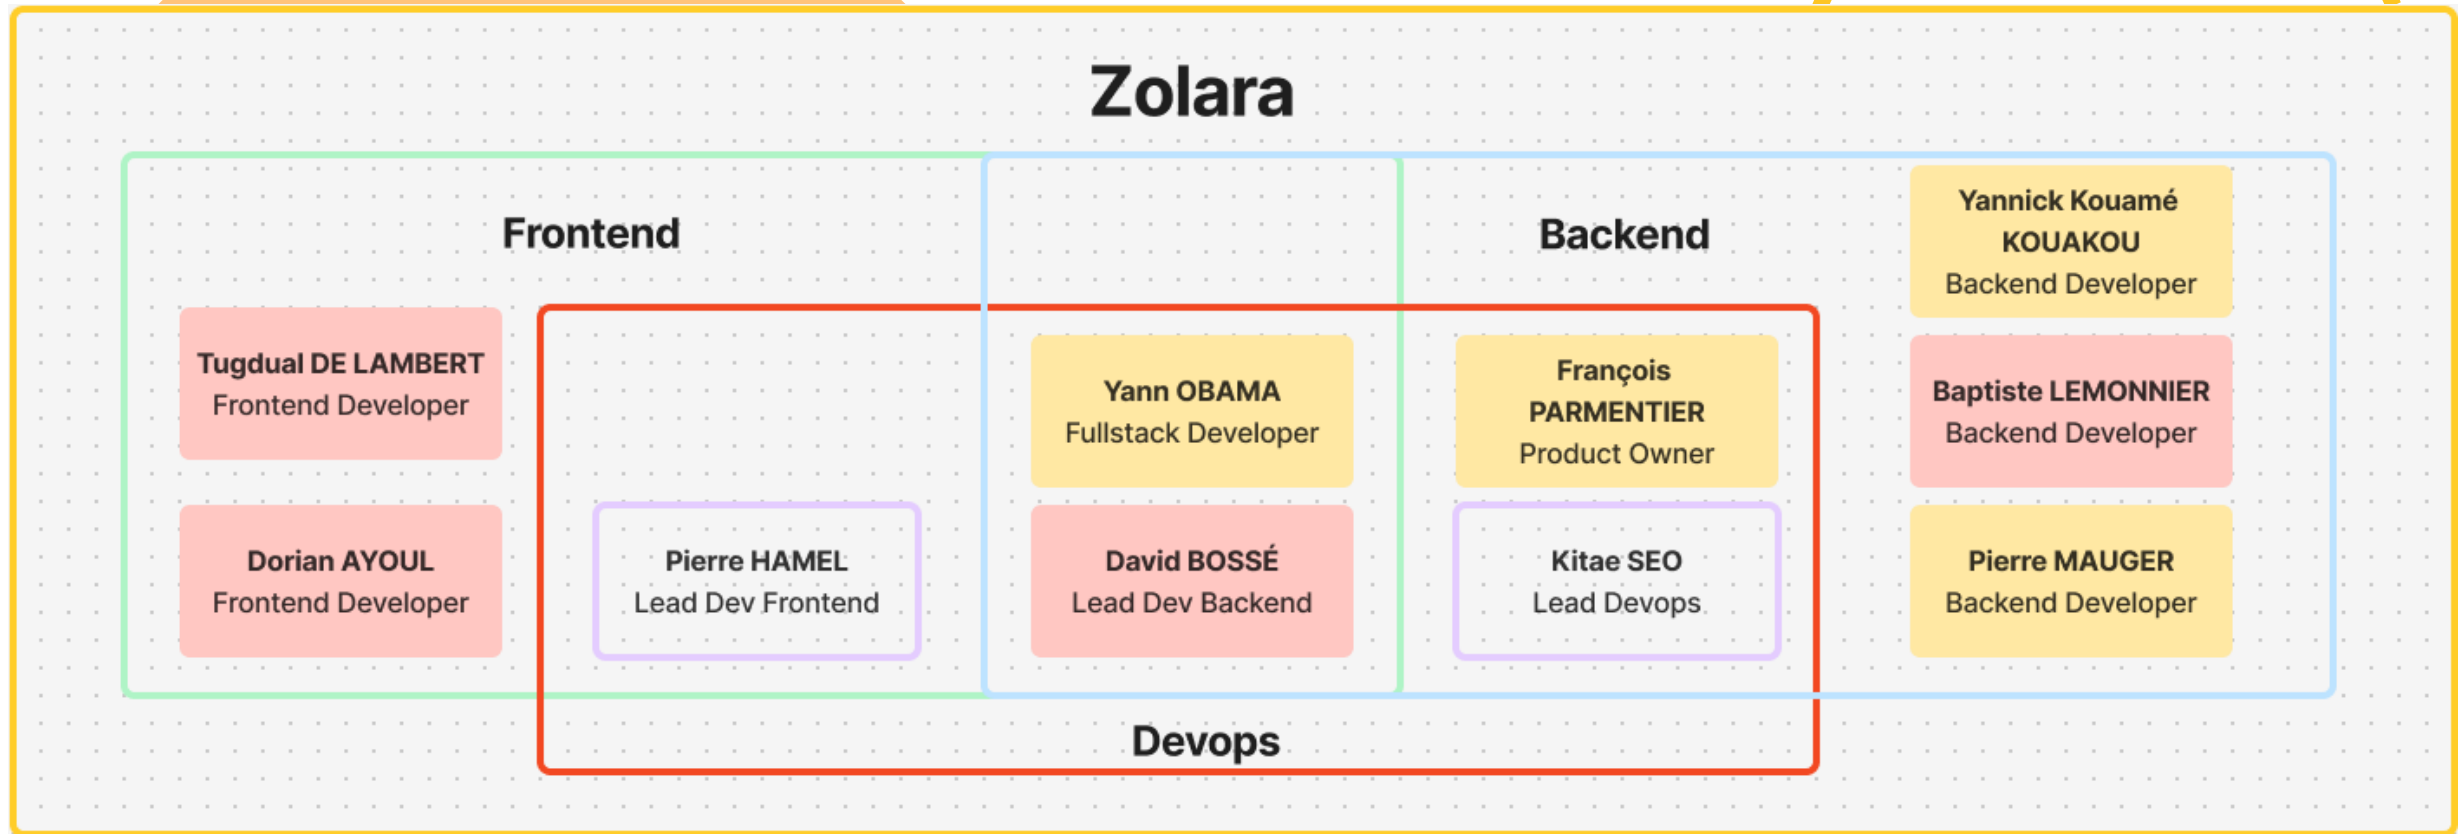 Zolara
Frontend
Backend
Yannick Kouamé
KOUAKOU
Backend Developer
Tugdual DE LAMBERT
Frontend Developer
Yann OBAMA
Fullstack Developer
François
PARMENTIER
Product Owner
Baptiste LEMONNIER
Backend Developer
Dorian AYOUL
Frontend Developer
Pierre HAMEL
Lead Dev Frontend
David BOSSÉ
Lead Dev Backend
Kitae SEO
Lead Devops
Pierre MAUGER
Backend Developer
Devops